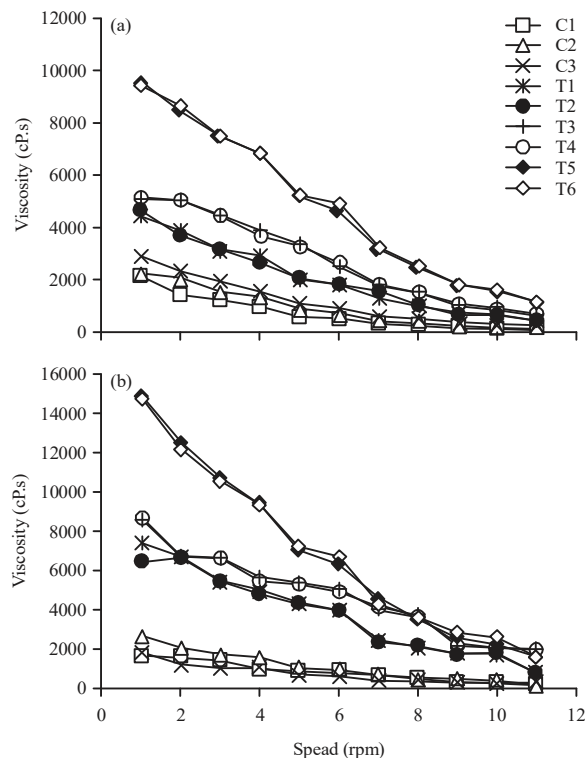 (a)
12000
10000
8000
6000
4000
2000
0
Viscosity (cP.s)
C1
C2
C3
T1
T2
T3
T4
T5
T6
(b)
16000
14000
12000
10000
8000
6000
4000
2000
0
Viscosity (cP.s)
0 2 4 6 8 10 12
Spead (rpm)